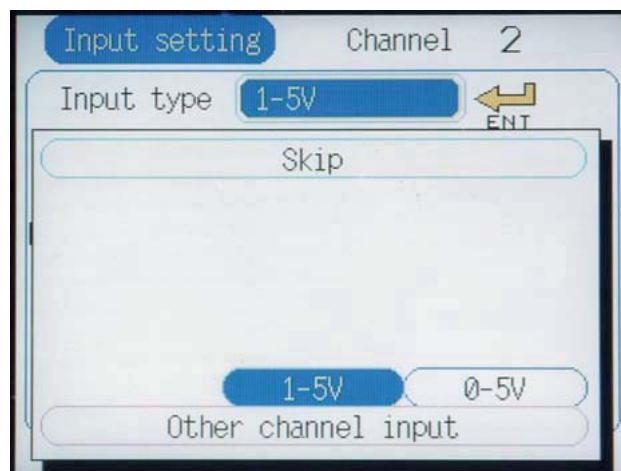 Input setting Channel 2
Input type 1-5V ENT
Skip
1-5V 0-5V
Other channel input